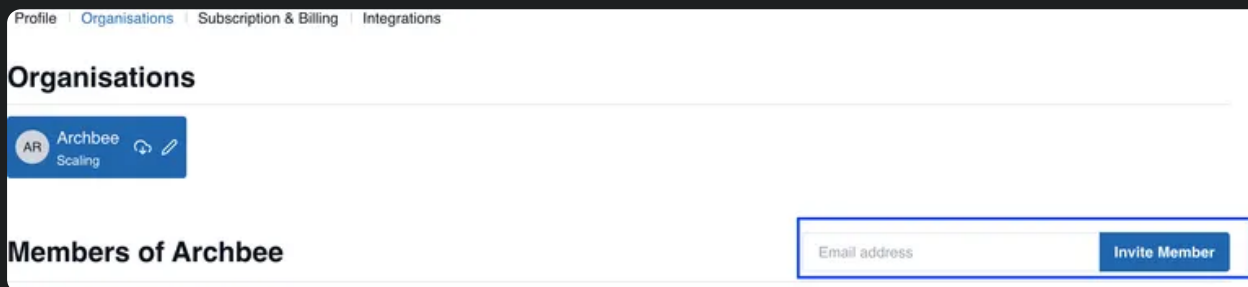 Profile Organisations Subscription & Billing Integrations
Organisations
AR Archbee
Scaling
Members of Archbee Email address Invite Member